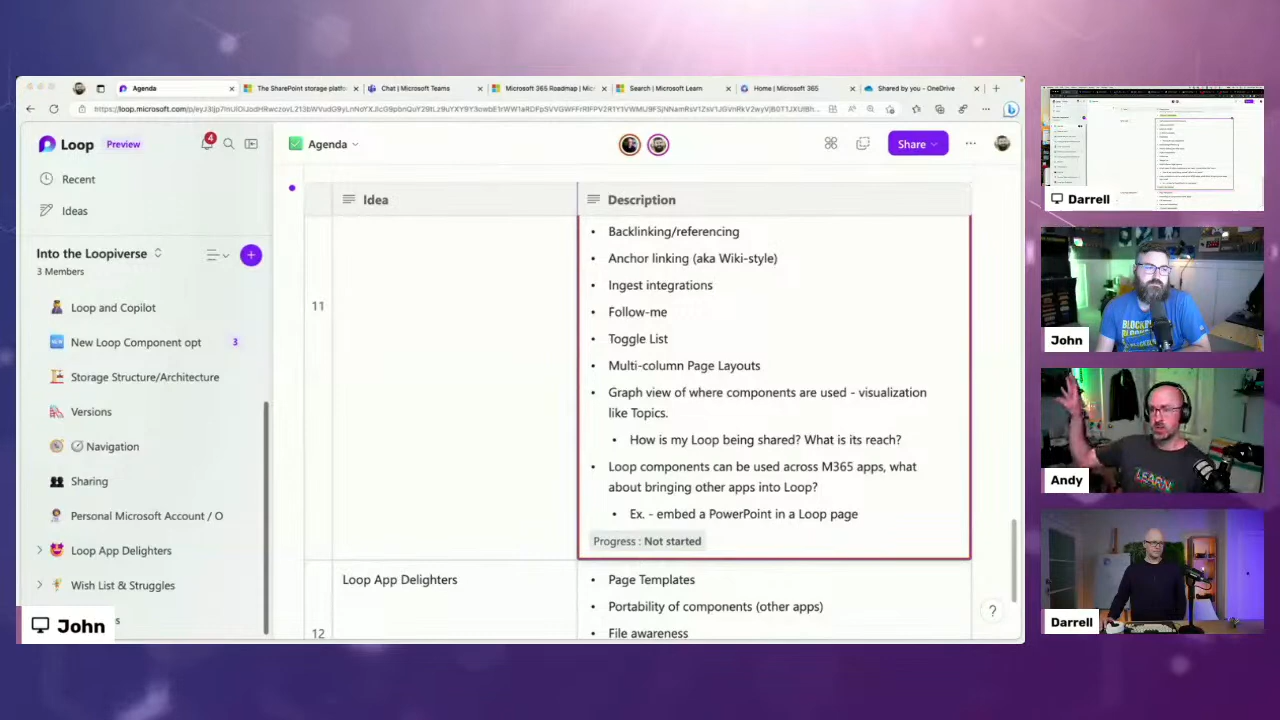 Agenda
The SharePoint storage platfo
Chat | Microsoft Teams
Microsoft 365 Roadmap | Mic
Search | Microsoft Learn
Home | Microsoft 365
Shared by you - OneDrive
Loop Preview
4
Agenda
Share
Recent
Ideas
Into the Loopiverse
3 Members
Loop and Copilot
New Loop Component opt 3
Storage Structure/Architecture
Versions
Navigation
Sharing
Personal Microsoft Account / O
Loop App Delighters
Wish List & Struggles
John
Idea
Description
11
• Backlinking/referencing
• Anchor linking (aka Wiki-style)
• Ingest integrations
• Follow-me
• Toggle List
• Multi-column Page Layouts
• Graph view of where components are used - visualization
like Topics.
• How is my Loop being shared? What is its reach?
• Loop components can be used across M365 apps, what
about bringing other apps into Loop?
• Ex. - embed a PowerPoint in a Loop page
Progress : Not started
12
Loop App Delighters
• Page Templates
• Portability of components (other apps)
• File awareness
?
Darrell
John
Andy
LEARN
Darrell